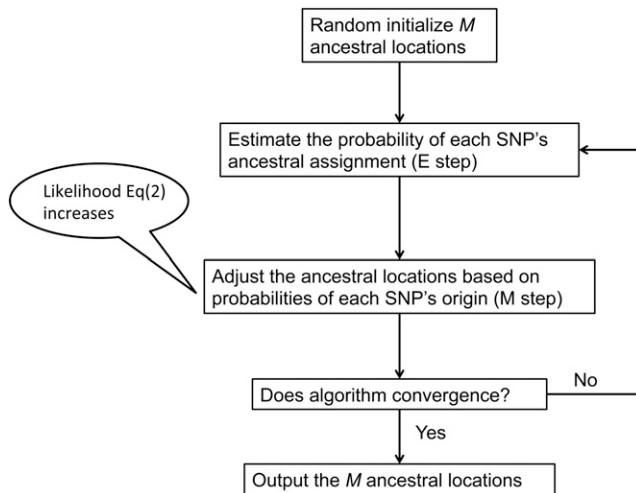 Random initialize M
ancestral locations
Estimate the probability of each SNP's
ancestral assignment (E step)
Likelihood Eq(2)
increases
Adjust the ancestral locations based on
probabilities of each SNP's origin (M step)
Does algorithm convergence?
No
Yes
Output the M ancestral locations